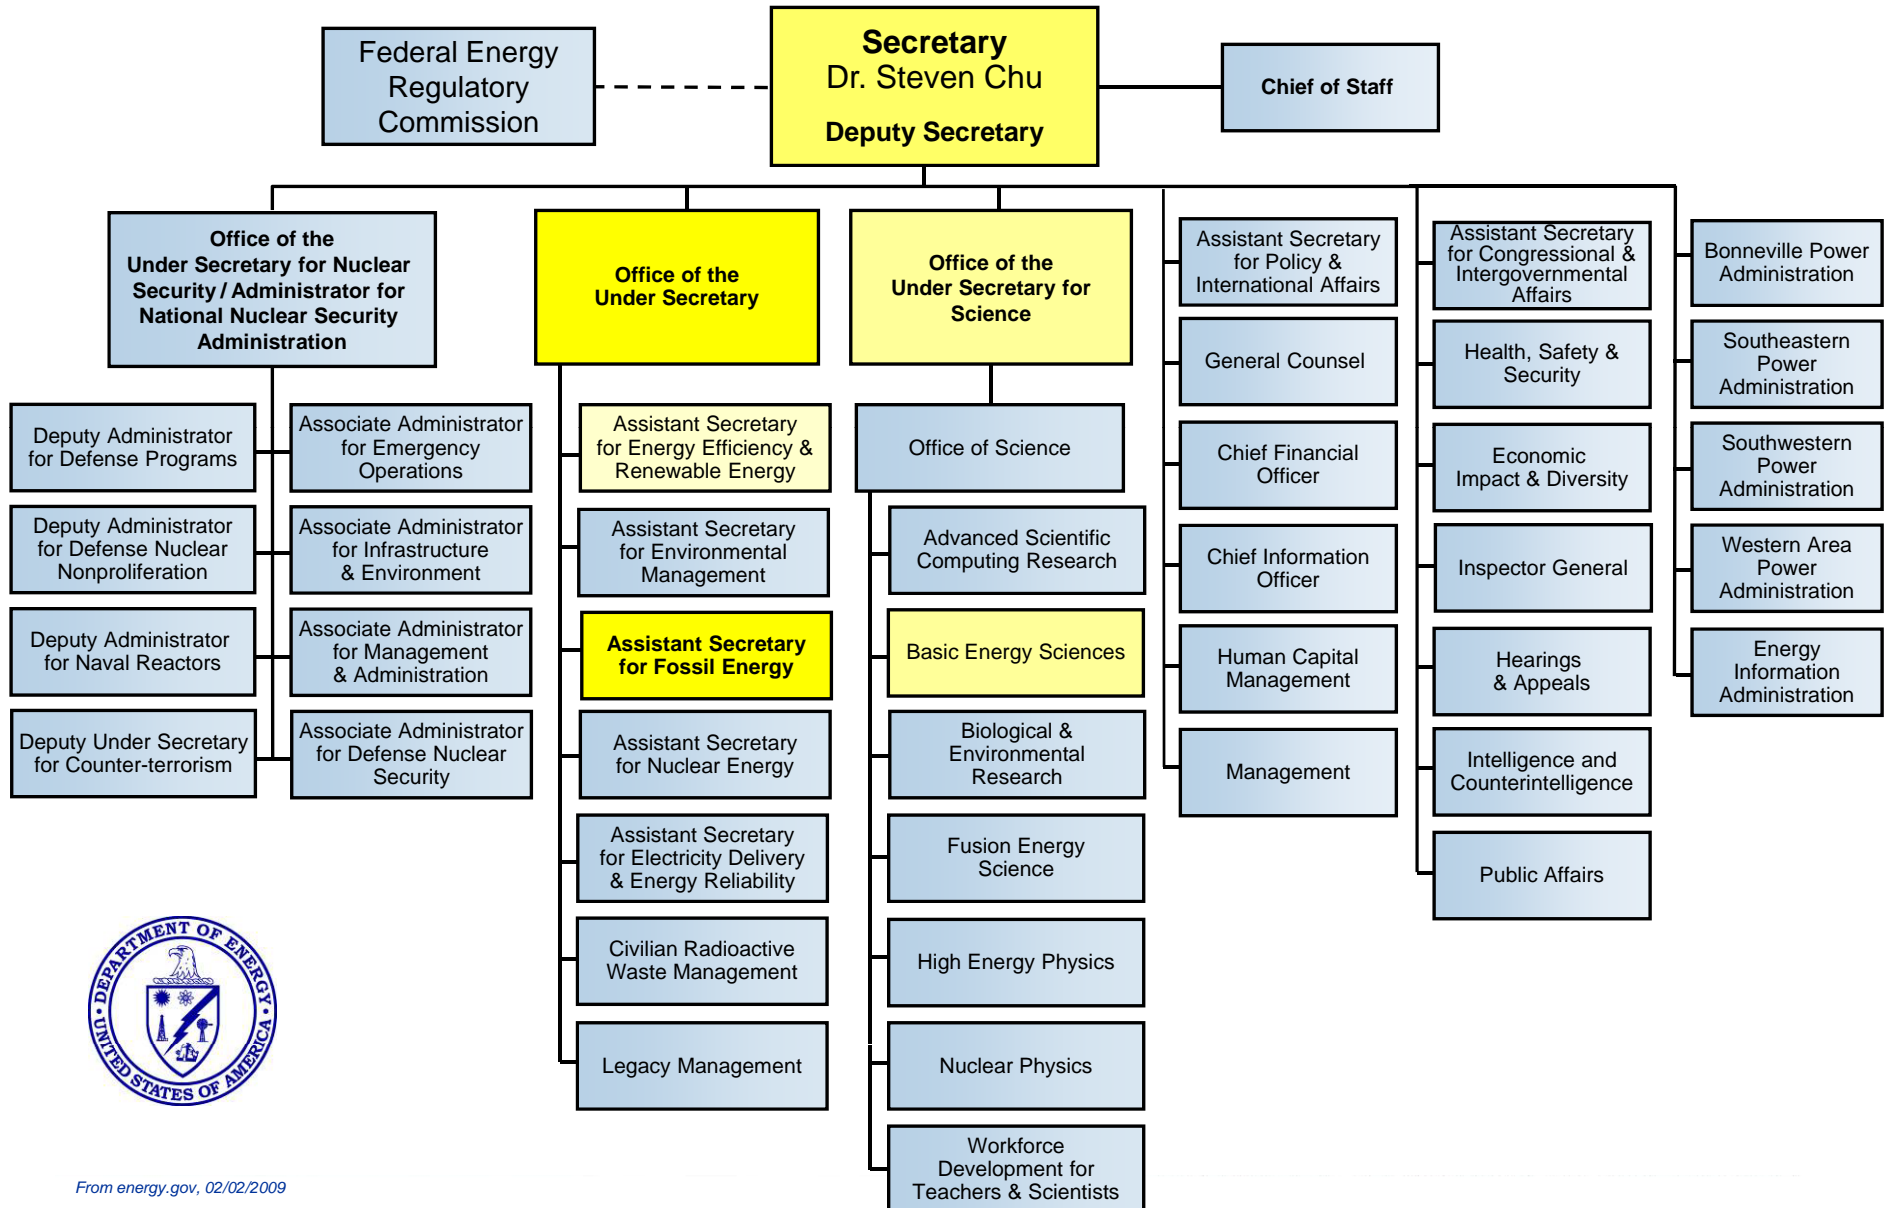 Federal Energy
Regulatory
Commission
Secretary
Dr. Steven Chu
Deputy Secretary
Chief of Staff
Office of the
Under Secretary for Nuclear
Security / Administrator for
National Nuclear Security
Administration
Office of the
Under Secretary
Office of the
Under Secretary for
Science
Deputy Administrator
for Defense Programs
Associate Administrator
for Emergency
Operations
Deputy Administrator
for Defense Nuclear
Nonproliferation
Associate Administrator
for Infrastructure
& Environment
Deputy Administrator
for Naval Reactors
Associate Administrator
for Management
& Administration
Deputy Under Secretary
for Counter-terrorism
Associate Administrator
for Defense Nuclear
Security
Assistant Secretary
for Energy Efficiency &
Renewable Energy
Assistant Secretary
for Environmental
Management
Assistant Secretary
for Fossil Energy
Assistant Secretary
for Nuclear Energy
Assistant Secretary
for Electricity Delivery
& Energy Reliability
Civilian Radioactive
Waste Management
Legacy Management
Office of Science
Advanced Scientific
Computing Research
Basic Energy Sciences
Biological &
Environmental
Research
Fusion Energy
Science
High Energy Physics
Nuclear Physics
Workforce
Development for
Teachers & Scientists
Assistant Secretary
for Policy &
International Affairs
General Counsel
Chief Financial
Officer
Chief Information
Officer
Human Capital
Management
Management
Assistant Secretary
for Congressional &
Intergovernmental
Affairs
Health, Safety &
Security
Economic
Impact & Diversity
Inspector General
Hearings
& Appeals
Intelligence and
Counterintelligence
Public Affairs
Bonneville Power
Administration
Southeastern
Power
Administration
Southwestern
Power
Administration
Western Area
Power
Administration
Energy
Information
Administration
DEPARTMENT OF ENERGY
UNITED STATES OF AMERICA
From energy.gov, 02/02/2009